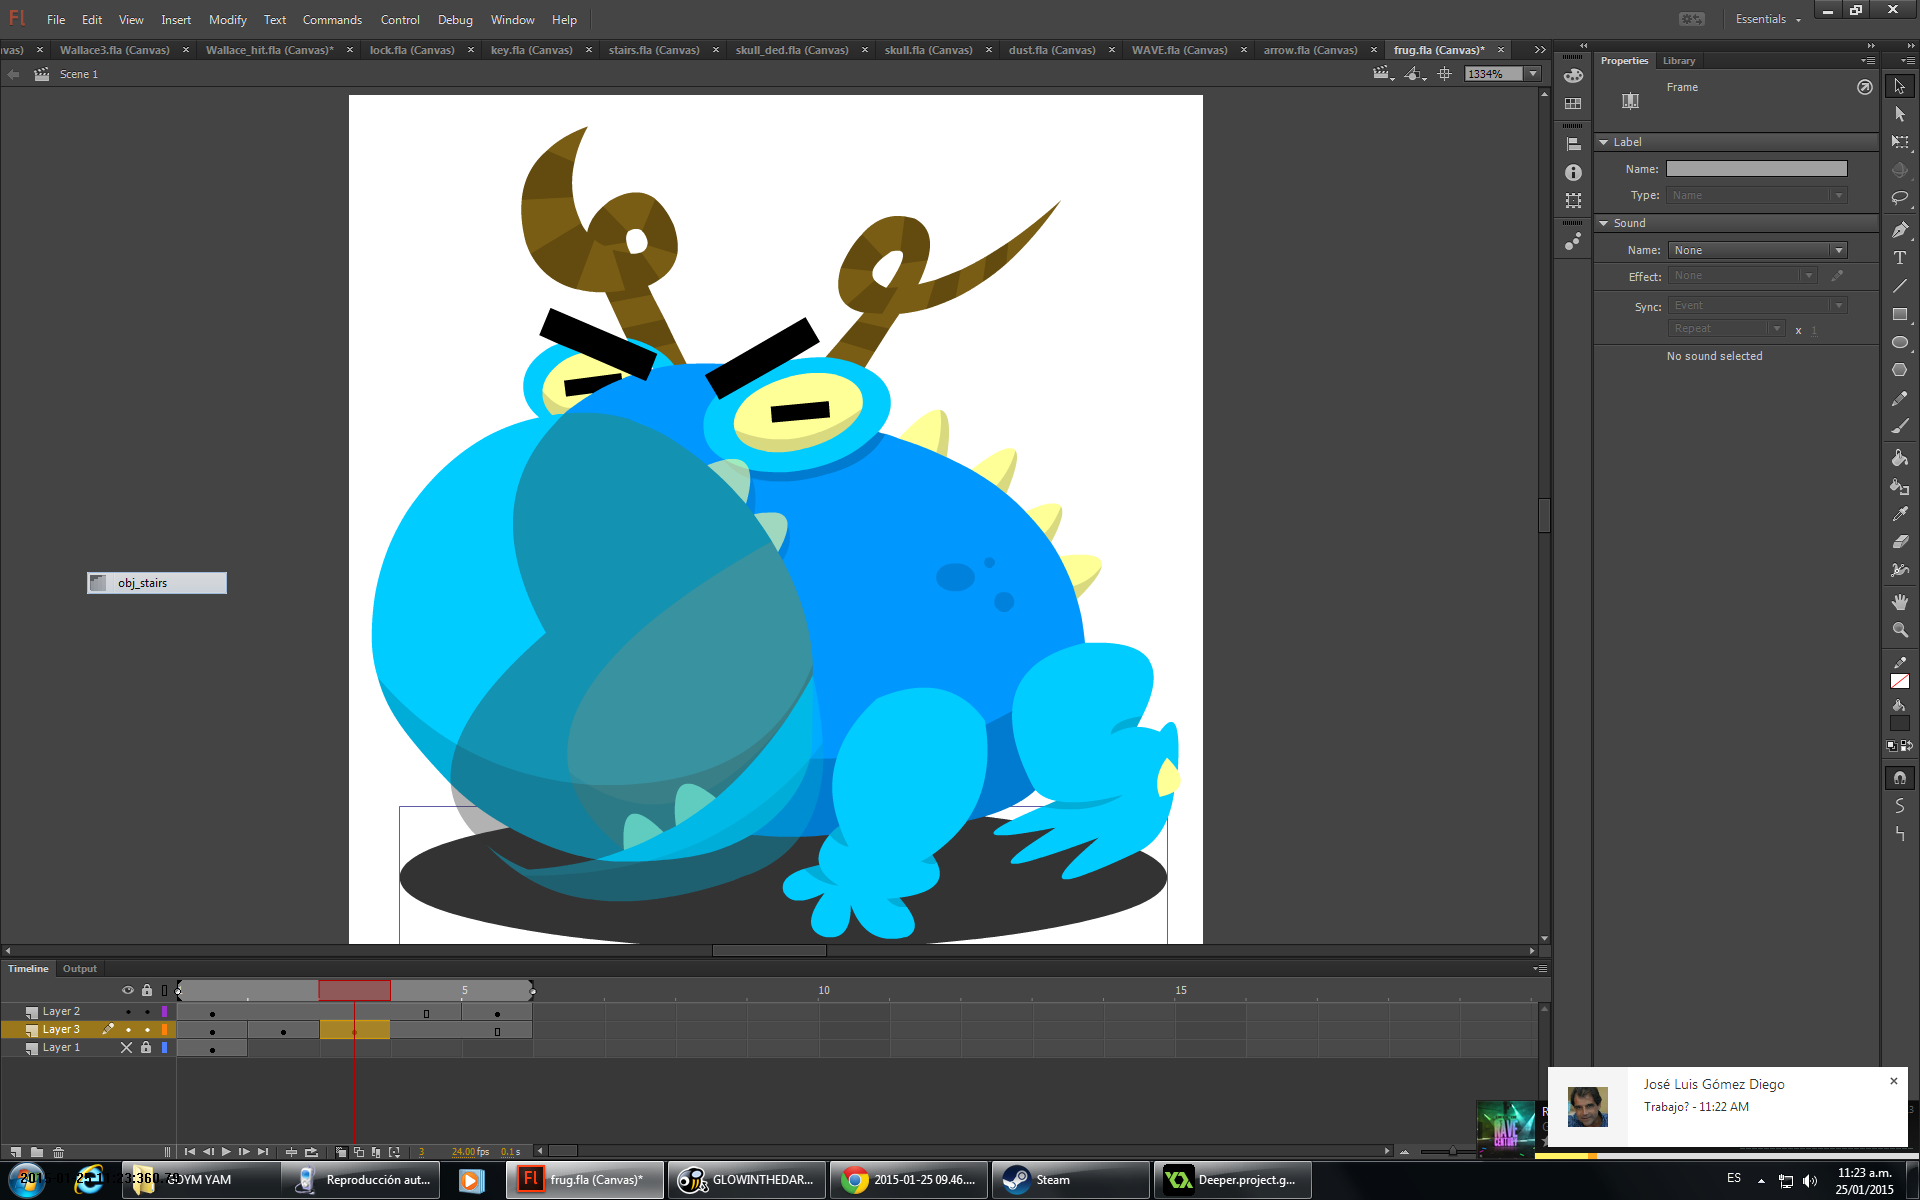 Fl File Edit View Insert Modify Text Commands Control Debug Window Help Essentials
vas) Wallace3.fla (Canvas) Wallace_hit.fla (Canvas)* lock.fla (Canvas) key.fla (Canvas) stairs.fla (Canvas) skull_ded.fla (Canvas) skull.fla (Canvas) dust.fla (Canvas) WAVE.fla (Canvas) arrow.fla (Canvas) frug.fla (Canvas)*
Scene 1 1334%
Properties Library
Frame
Label
Name:
Type: Name
Sound
Name: None
Effect: None
Sync: Event
Repeat x 1
No sound selected
obj_stairs
Timeline Output
5 10 15
Layer 2
Layer 3
Layer 1
3 24.00 fps 0.1 s
José Luis Gómez Diego
Trabajo? - 11:22 AM
RAVE
CENTURY
GDYM YAM Reproducción aut... Fl frug.fla (Canvas)* GLOWINTHEDAR... 2015-01-25 09.46.... Steam Deeper.project.g... ES 11:23 a.m.
25/01/2015